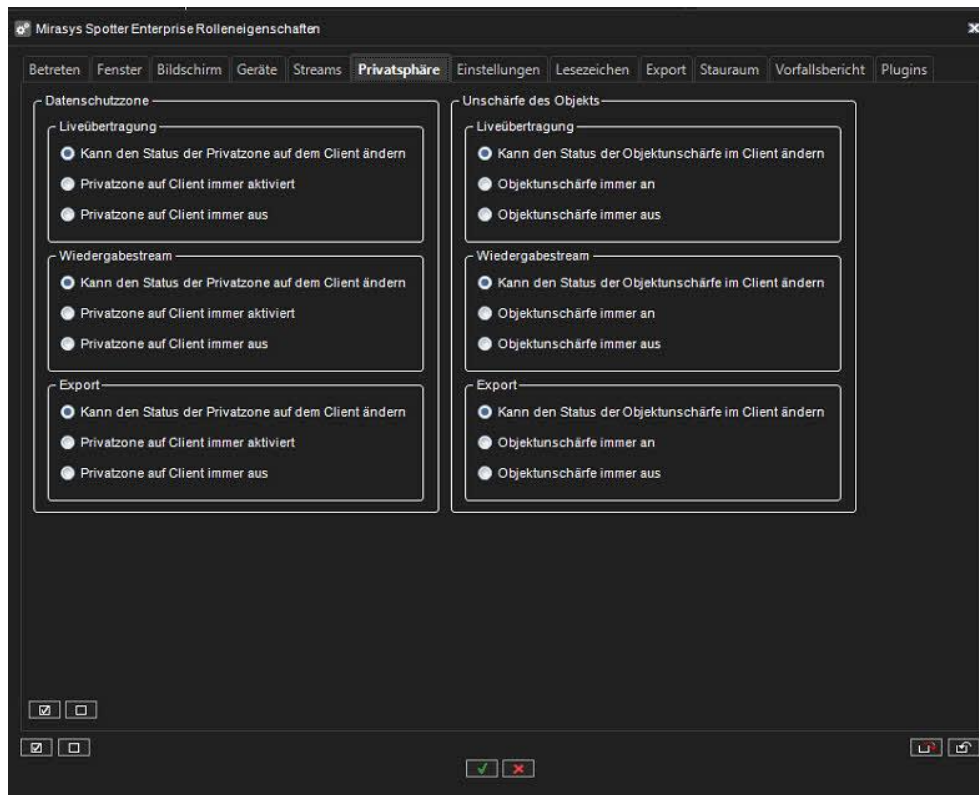 Mirasys Spotter Enterprise Rolleneigenschaften
Betreten Fenster Bildschirm Geräte Streams Privatsphäre Einstellungen Lesezeichen Export Stauraum Vorfallsbericht Plugins
Datenschutzzone
Liveübertragung
Kann den Status der Privatzone auf dem Client ändern
Privatzone auf Client immer aktiviert
Privatzone auf Client immer aus
Wiedergabestream
Kann den Status der Privatzone auf dem Client ändern
Privatzone auf Client immer aktiviert
Privatzone auf Client immer aus
Export
Kann den Status der Privatzone auf dem Client ändern
Privatzone auf Client immer aktiviert
Privatzone auf Client immer aus
Unschärfe des Objekts
Liveübertragung
Kann den Status der Objektunschärfe im Client ändern
Objektunschärfe immer an
Objektunschärfe immer aus
Wiedergabestream
Kann den Status der Objektunschärfe im Client ändern
Objektunschärfe immer an
Objektunschärfe immer aus
Export
Kann den Status der Objektunschärfe im Client ändern
Objektunschärfe immer an
Objektunschärfe immer aus